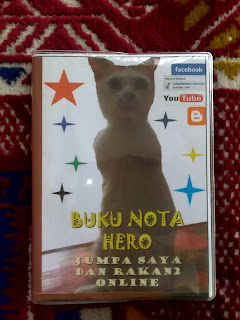 facebook
YouTube
BUKU NOTA
HERO
JUMPA SAYA
DAN RAKAN2
ONLINE